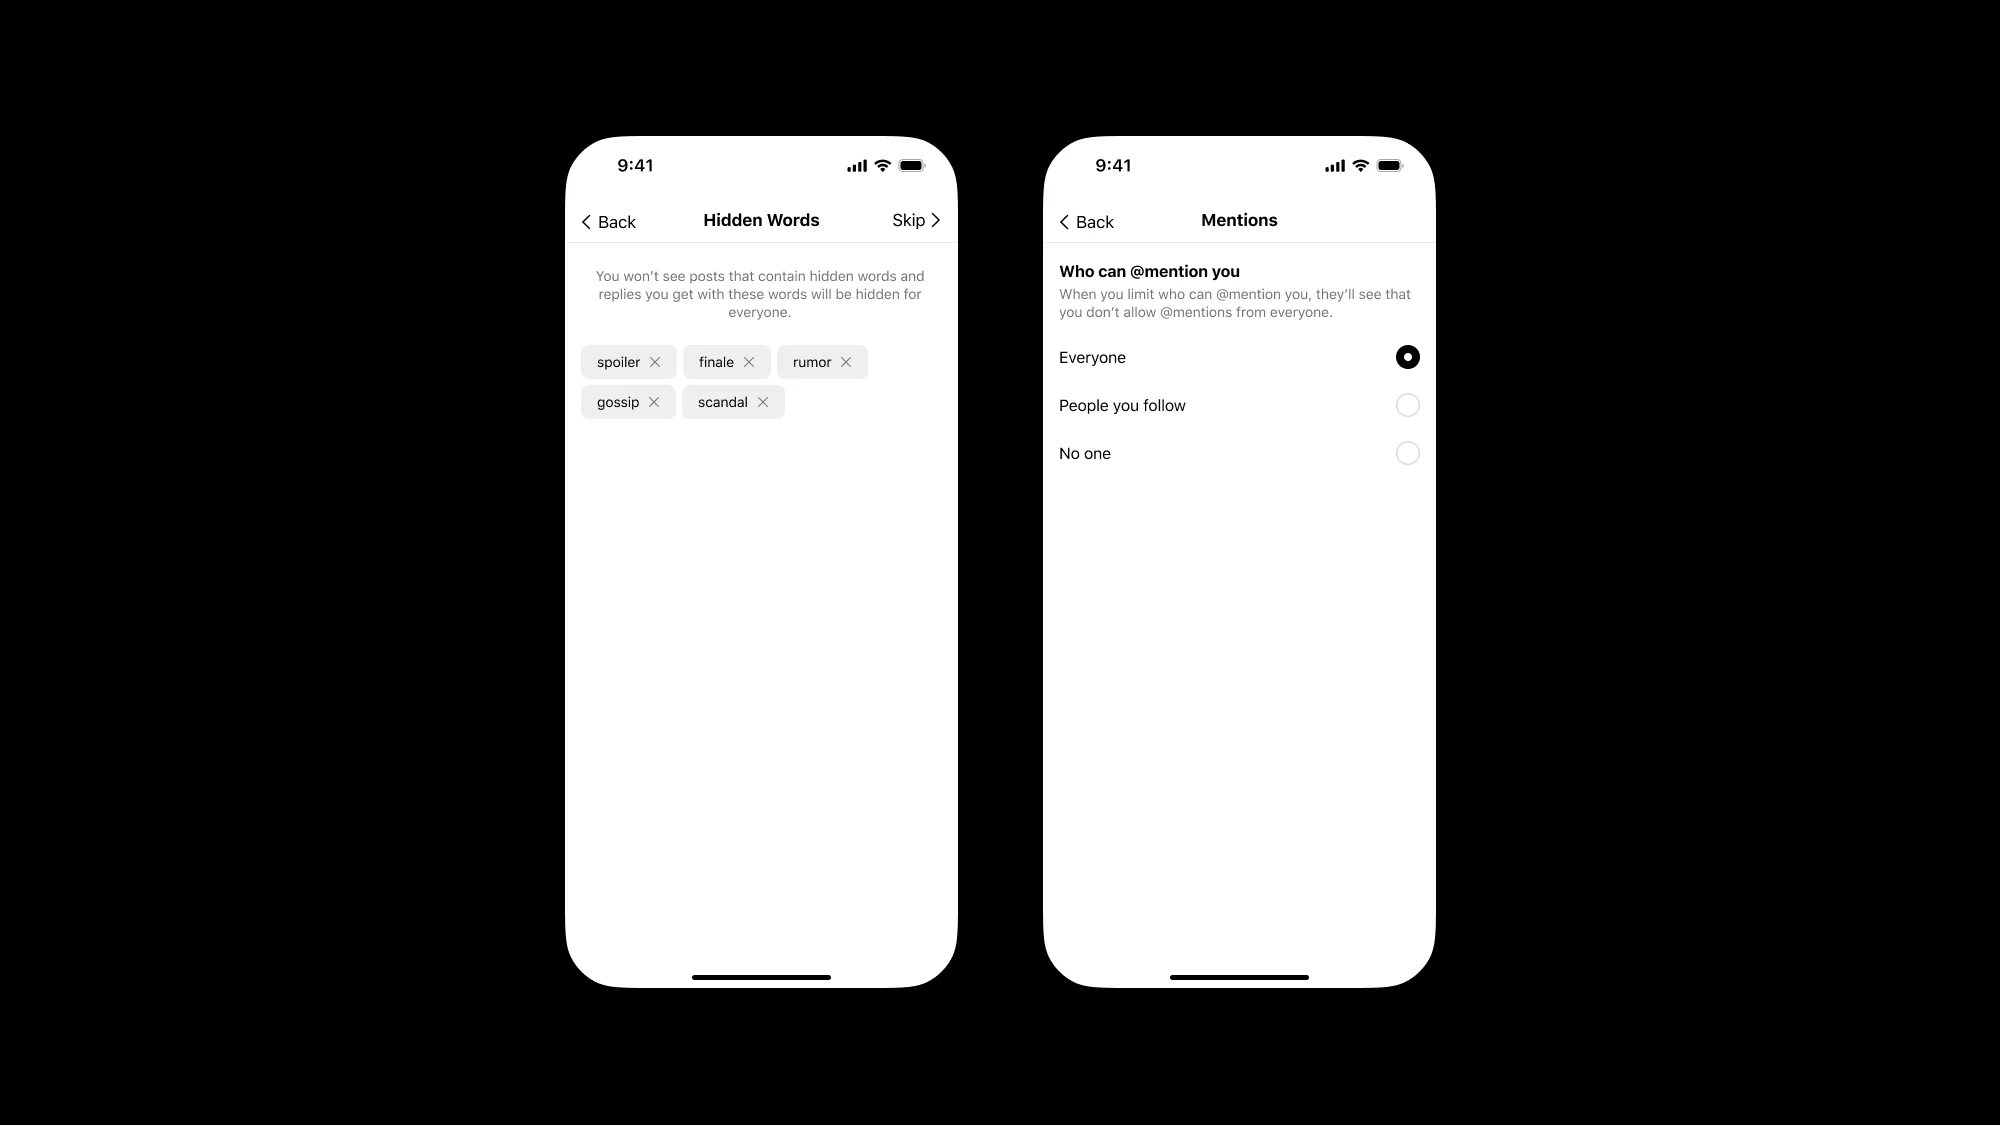 9:41
Back
Hidden Words
Skip
You won’t see posts that contain hidden words and
replies you get with these words will be hidden for
everyone.
spoiler
finale
rumor
gossip
scandal
9:41
Back
Mentions
Who can @mention you
When you limit who can @mention you, they’ll see that
you don’t allow @mentions from everyone.
Everyone
People you follow
No one